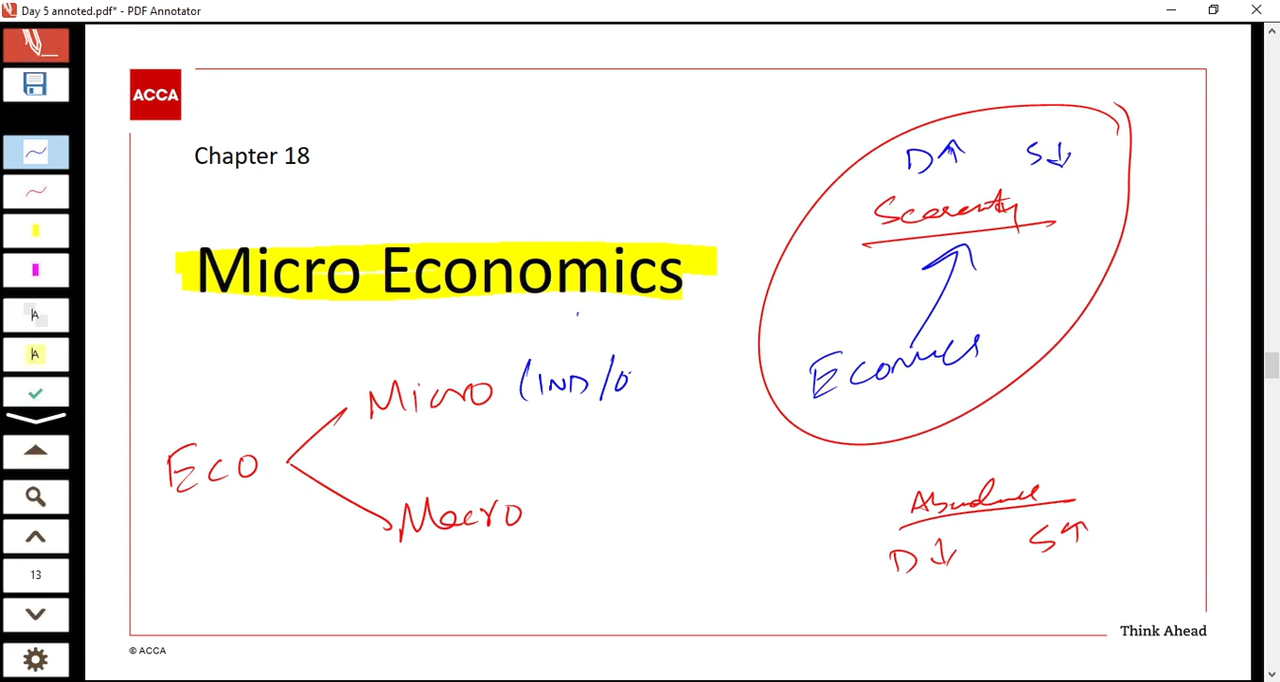 Day 5 annoted.pdf* - PDF Annotator
ACCA
Chapter 18
D↑ S↓
Scarcity
Micro Economics
Economics
Micro (IND/0
Eco
Macro
Abundance
D↓ S↑
13
Think Ahead
© ACCA